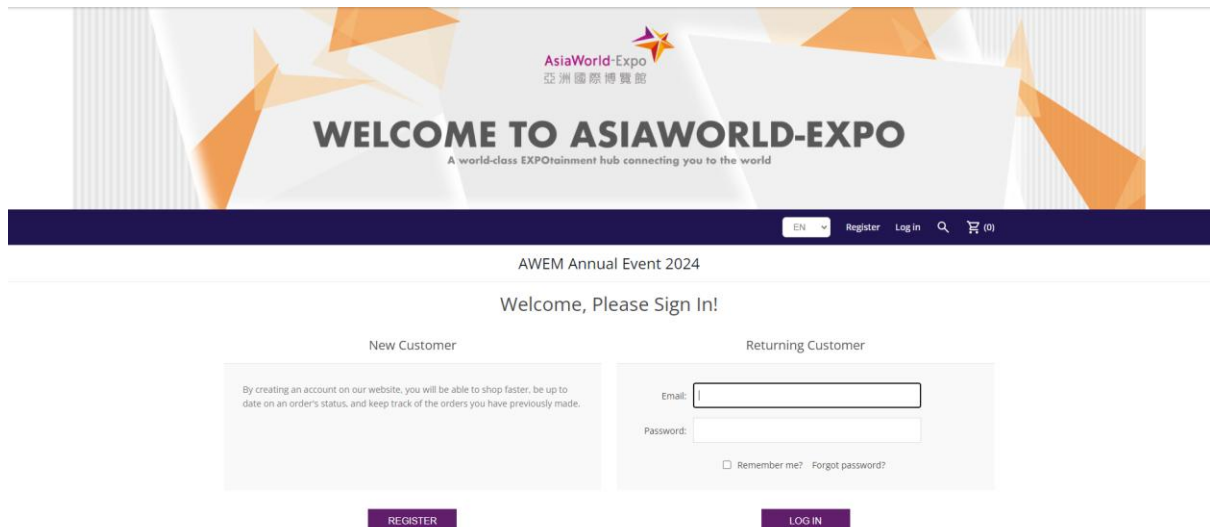 AsiaWorld-Expo
亞洲國際博覽館
WELCOME TO ASIAWORLD-EXPO
A world-class EXPOtainment hub connecting you to the world
EN Register Log in (0)
AWEM Annual Event 2024
Welcome, Please Sign In!
New Customer
By creating an account on our website, you will be able to shop faster, be up to
date on an order's status, and keep track of the orders you have previously made.
REGISTER
Returning Customer
Email:
Password:
Remember me? Forgot password?
LOG IN